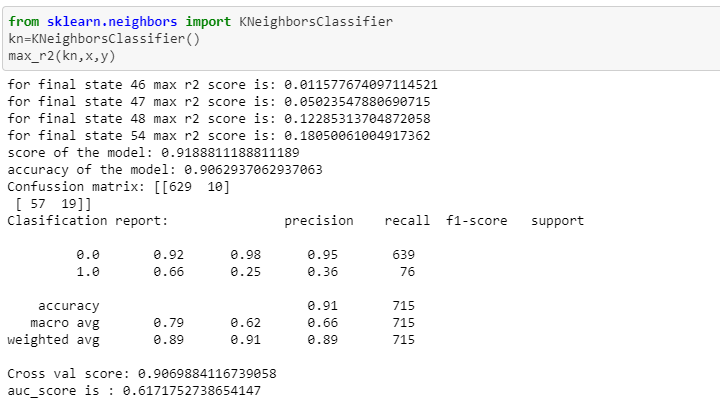 from sklearn.neighbors import KNeighborsClassifier
kn=KNeighborsClassifier()
max_r2(kn,x,y)
for final state 46 max r2 score is: 0.011577674097114521
for final state 47 max r2 score is: 0.05023547880690715
for final state 48 max r2 score is: 0.12285313704872058
for final state 54 max r2 score is: 0.18050061004917362
score of the model: 0.9188811188811189
accuracy of the model: 0.9062937062937063
Confussion matrix: [[629  10]
 [ 57  19]]
Clasification report:               precision    recall  f1-score   support
         0.0       0.92      0.98      0.95       639
         1.0       0.66      0.25      0.36        76
    accuracy                           0.91       715
   macro avg       0.79      0.62      0.66       715
weighted avg       0.89      0.91      0.89       715
Cross val score: 0.9069884116739058
auc_score is : 0.6171752738654147